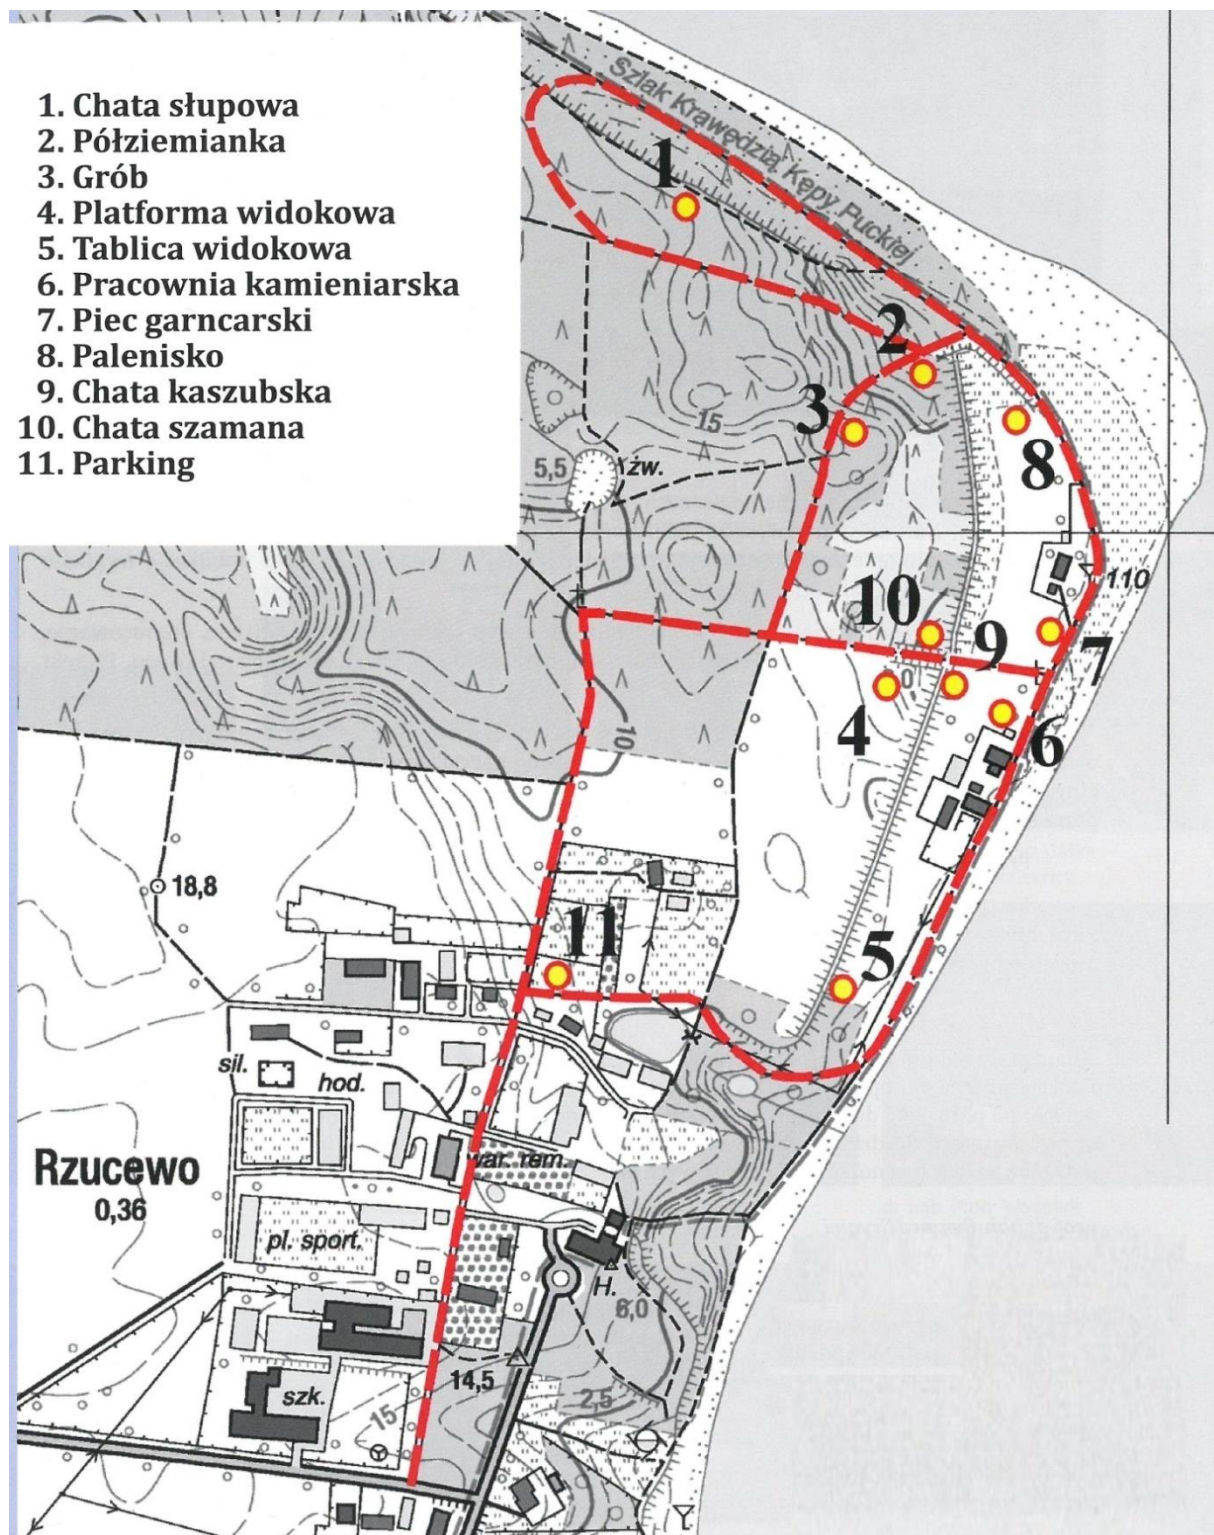 1. Chata słupowa
2. Półziemianka
3. Grób
4. Platforma widokowa
5. Tablica widokowa
6. Pracownia kamieniarska
7. Piec garncarski
8. Palenisko
9. Chata kaszubska
10. Chata szamana
11. Parking
Szlak Krawędzią Kępy Puckiej
1
2
3
15
8
5,5
żw.
10
110
9
7
4
6
10
18,8
11
5
sil.
hod.
Rzucewo
0,36
war. rem.
pl. sport.
H.
6,0
14,5
szk.
15
2,5